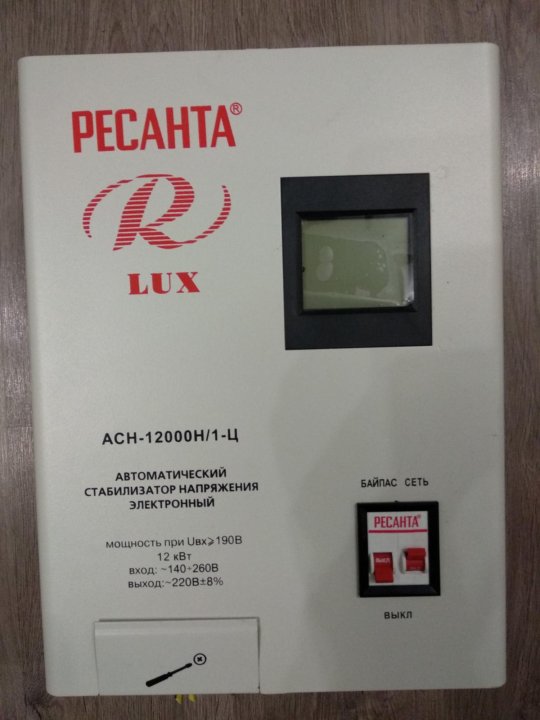 РЕСАНТА®
R
LUX
АСН-12000Н/1-Ц
АВТОМАТИЧЕСКИЙ
СТАБИЛИЗАТОР НАПРЯЖЕНИЯ
ЭЛЕКТРОННЫЙ
мощность при Uвх⩾190В
12 кВт
вход: ~140÷260В
выход:~220В±8%
БАЙПАС СЕТЬ
РЕСАНТА®
ВЫКЛ
ВЫКЛ